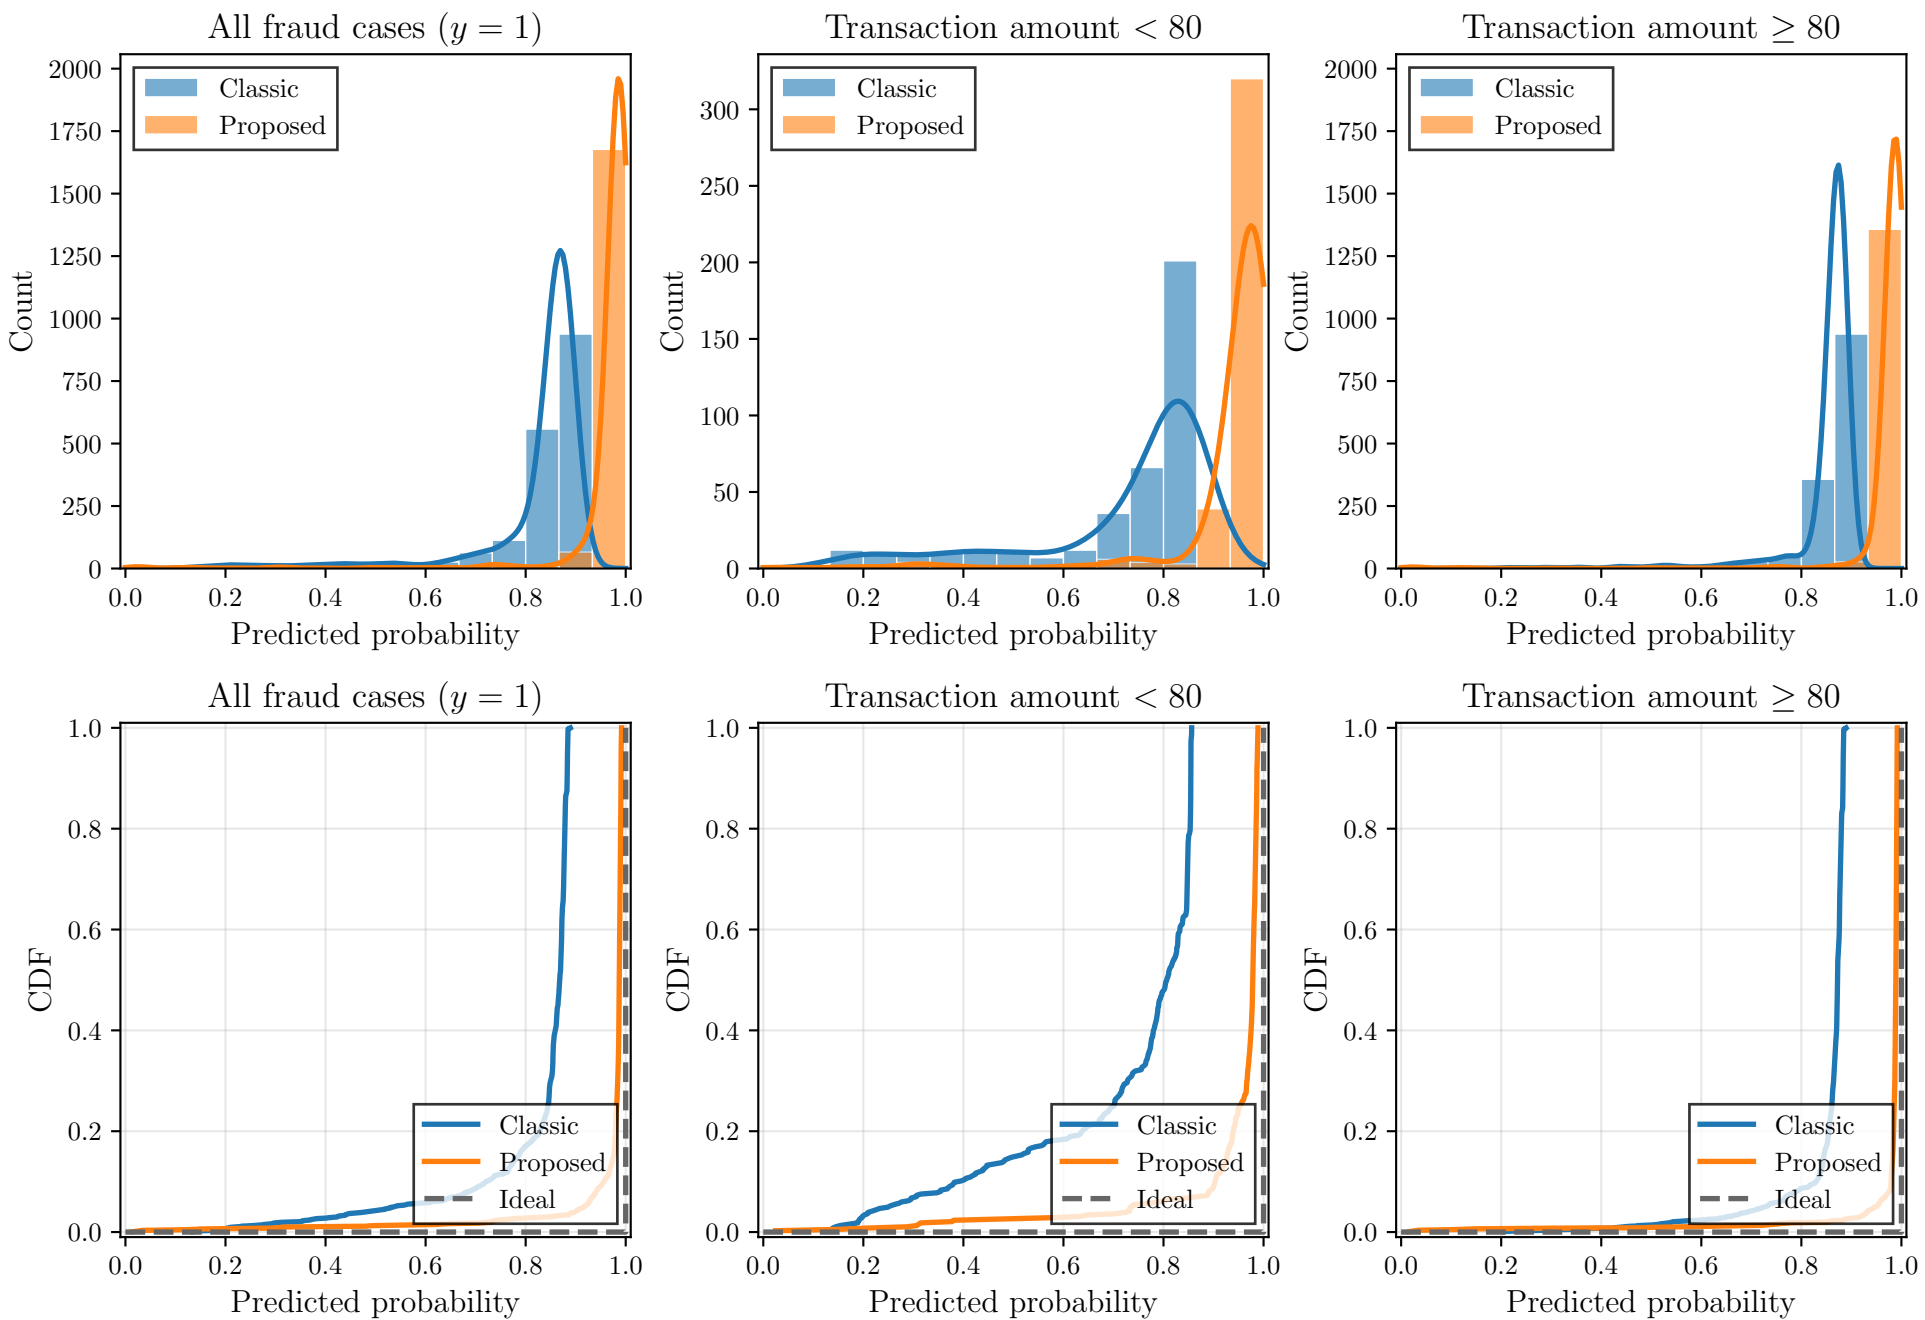 All fraud cases (y = 1)
Count
2000
1750
1500
1250
1000
750
500
250
0
Classic
Proposed
0.0 0.2 0.4 0.6 0.8 1.0
Predicted probability
Transaction amount < 80
Count
300
250
200
150
100
50
0
Classic
Proposed
0.0 0.2 0.4 0.6 0.8 1.0
Predicted probability
Transaction amount ≥ 80
Count
2000
1750
1500
1250
1000
750
500
250
0
Classic
Proposed
0.0 0.2 0.4 0.6 0.8 1.0
Predicted probability
All fraud cases (y = 1)
CDF
1.0
0.8
0.6
0.4
0.2
0.0
Classic
Proposed
Ideal
0.0 0.2 0.4 0.6 0.8 1.0
Predicted probability
Transaction amount < 80
CDF
1.0
0.8
0.6
0.4
0.2
0.0
Classic
Proposed
Ideal
0.0 0.2 0.4 0.6 0.8 1.0
Predicted probability
Transaction amount ≥ 80
CDF
1.0
0.8
0.6
0.4
0.2
0.0
Classic
Proposed
Ideal
0.0 0.2 0.4 0.6 0.8 1.0
Predicted probability